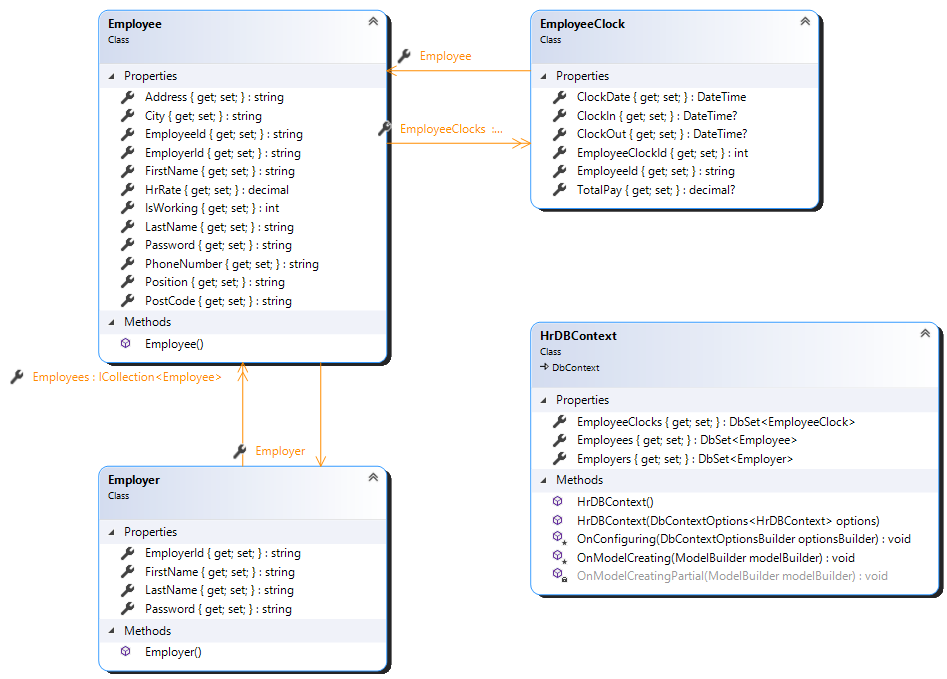 Employee
Class
Properties
Address { get; set; } : string
City { get; set; } : string
EmployeeId { get; set; } : string
EmployerId { get; set; } : string
FirstName { get; set; } : string
HrRate { get; set; } : decimal
IsWorking { get; set; } : int
LastName { get; set; } : string
Password { get; set; } : string
PhoneNumber { get; set; } : string
Position { get; set; } : string
PostCode { get; set; } : string
Methods
Employee()
Employee
EmployeeClocks :...
EmployeeClock
Class
Properties
ClockDate { get; set; } : DateTime
ClockIn { get; set; } : DateTime?
ClockOut { get; set; } : DateTime?
EmployeeClockId { get; set; } : int
EmployeeId { get; set; } : string
TotalPay { get; set; } : decimal?
Employees : ICollection<Employee>
Employer
Employer
Class
Properties
EmployerId { get; set; } : string
FirstName { get; set; } : string
LastName { get; set; } : string
Password { get; set; } : string
Methods
Employer()
HrDBContext
Class
DbContext
Properties
EmployeeClocks { get; set; } : DbSet<EmployeeClock>
Employees { get; set; } : DbSet<Employee>
Employers { get; set; } : DbSet<Employer>
Methods
HrDBContext()
HrDBContext(DbContextOptions<HrDBContext> options)
OnConfiguring(DbContextOptionsBuilder optionsBuilder) : void
OnModelCreating(ModelBuilder modelBuilder) : void
OnModelCreatingPartial(ModelBuilder modelBuilder) : void